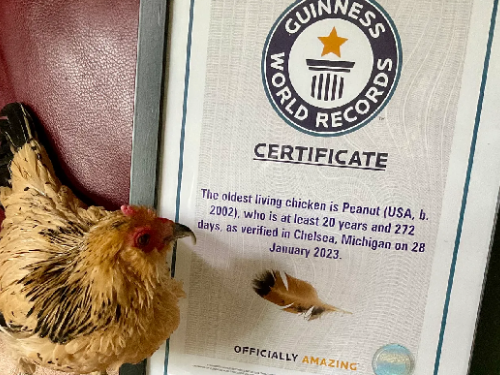 GUINNESS
WORLD RECORDS
CERTIFICATE
The oldest living chicken is Peanut (USA, b.
2002), who is at least 20 years and 272
days, as verified in Chelsea, Michigan on 28
January 2023.
OFFICIALLY AMAZING